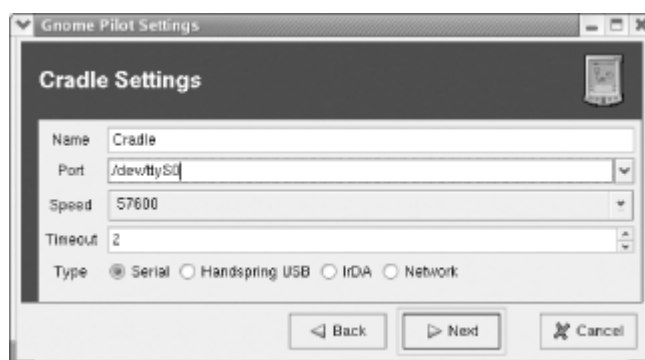 Gnome Pilot Settings
Cradle Settings
Name Cradle
Port /dev/ttyS0
Speed 57600
Timeout 2
Type Serial Handspring USB IrDA Network
Back Next Cancel